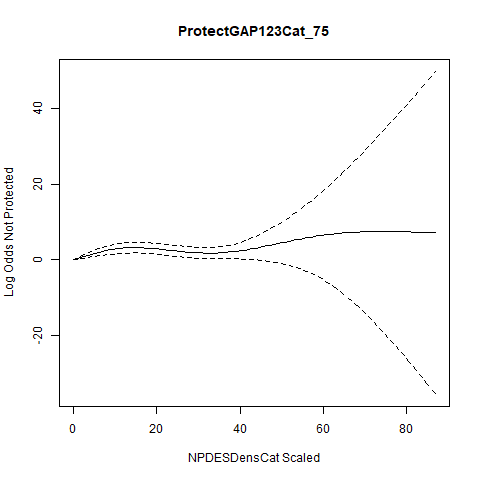 ProtectGAP123Cat_75
Log Odds Not Protected
40
20
0
-20
0 20 40 60 80
NPDESDensCat Scaled